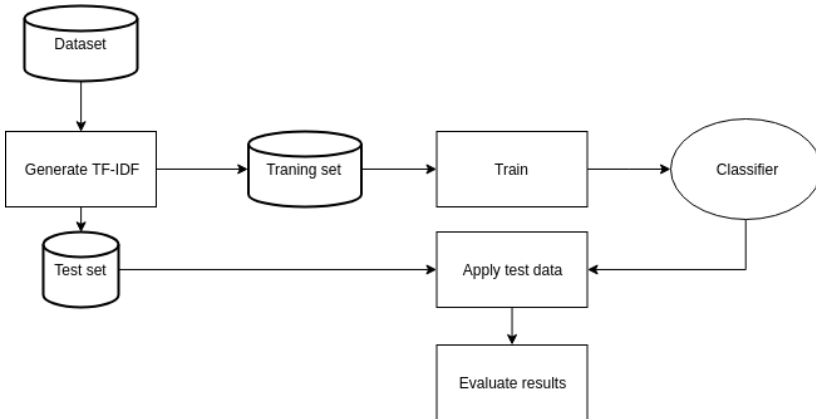 Dataset
Generate TF-IDF
Traning set
Train
Classifier
Test set
Apply test data
Evaluate results